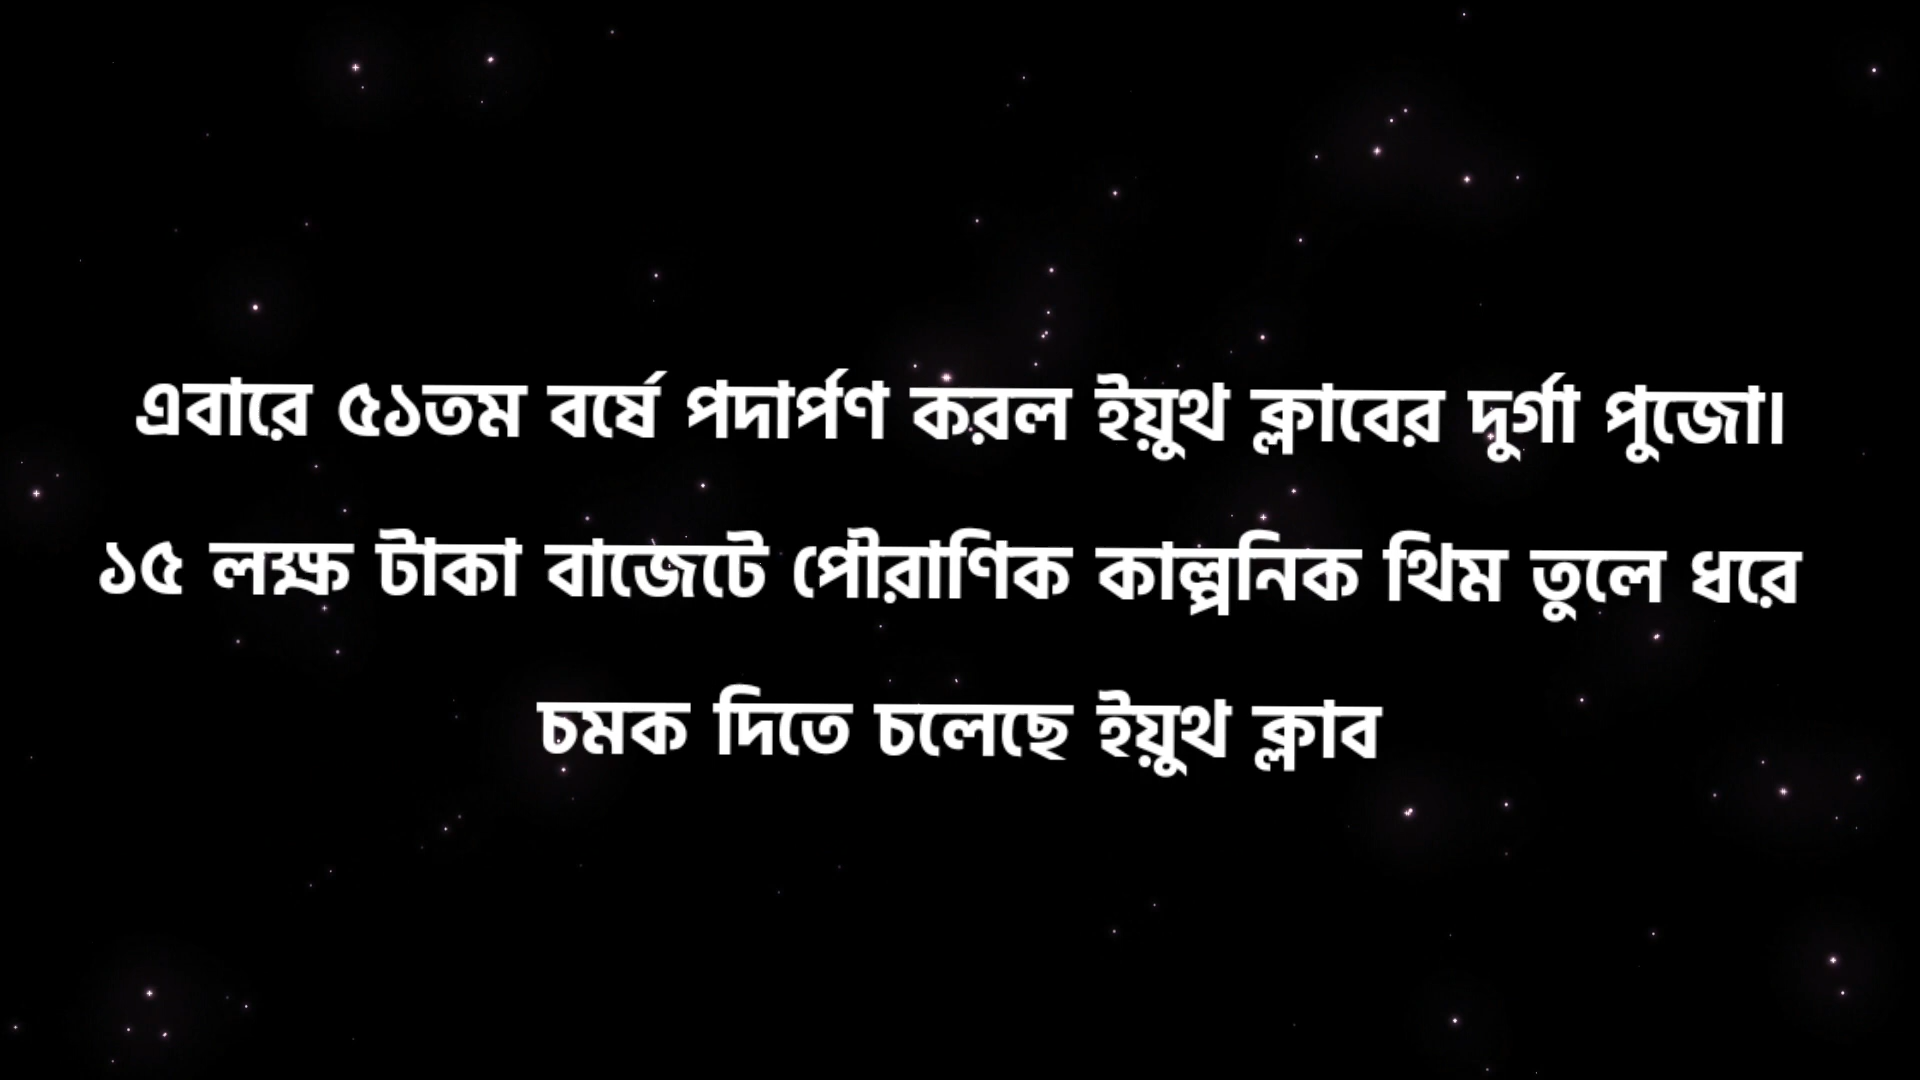 এবারে ৫১তম বর্ষে পদার্পণ করল ইয়ুথ ক্লাবের দুর্গা পুজো।
১৫ লক্ষ টাকা বাজেটে পৌরাণিক কাল্পনিক থিম তুলে ধরে
চমক দিতে চলেছে ইয়ুথ ক্লাব